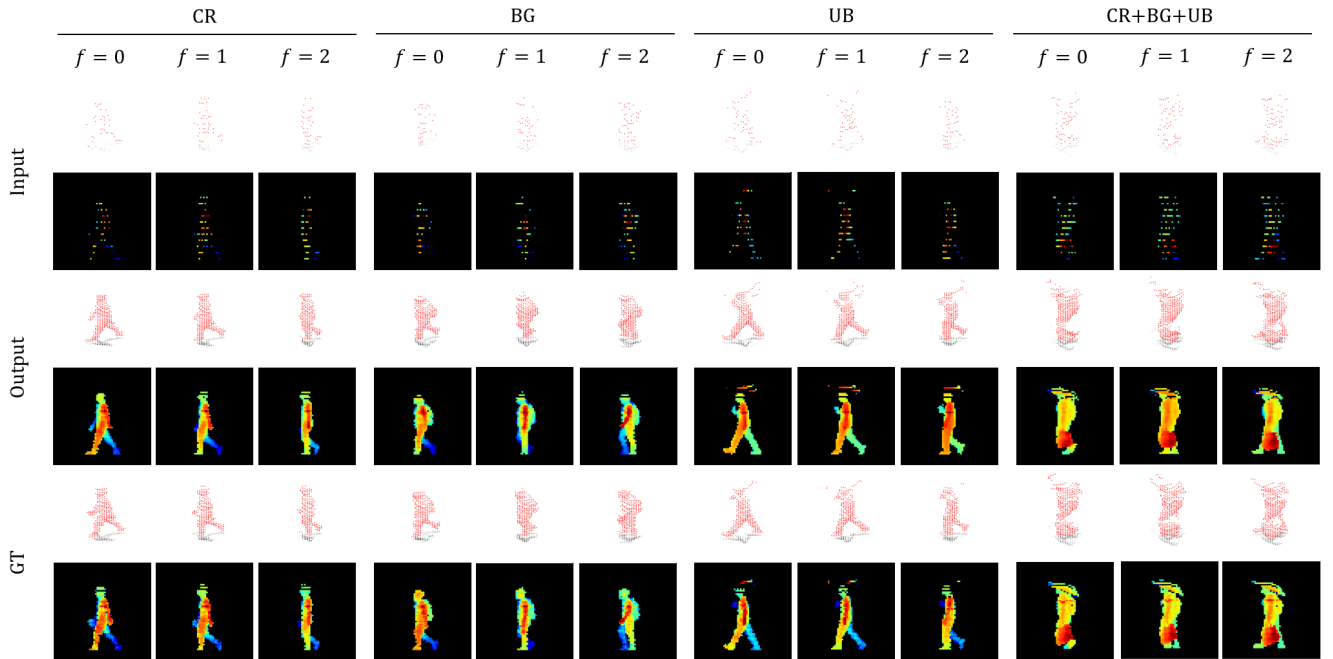 CR BG UB CR+BG+UB
f = 0 f = 1 f = 2 f = 0 f = 1 f = 2 f = 0 f = 1 f = 2 f = 0 f = 1 f = 2
Input
Output
GT